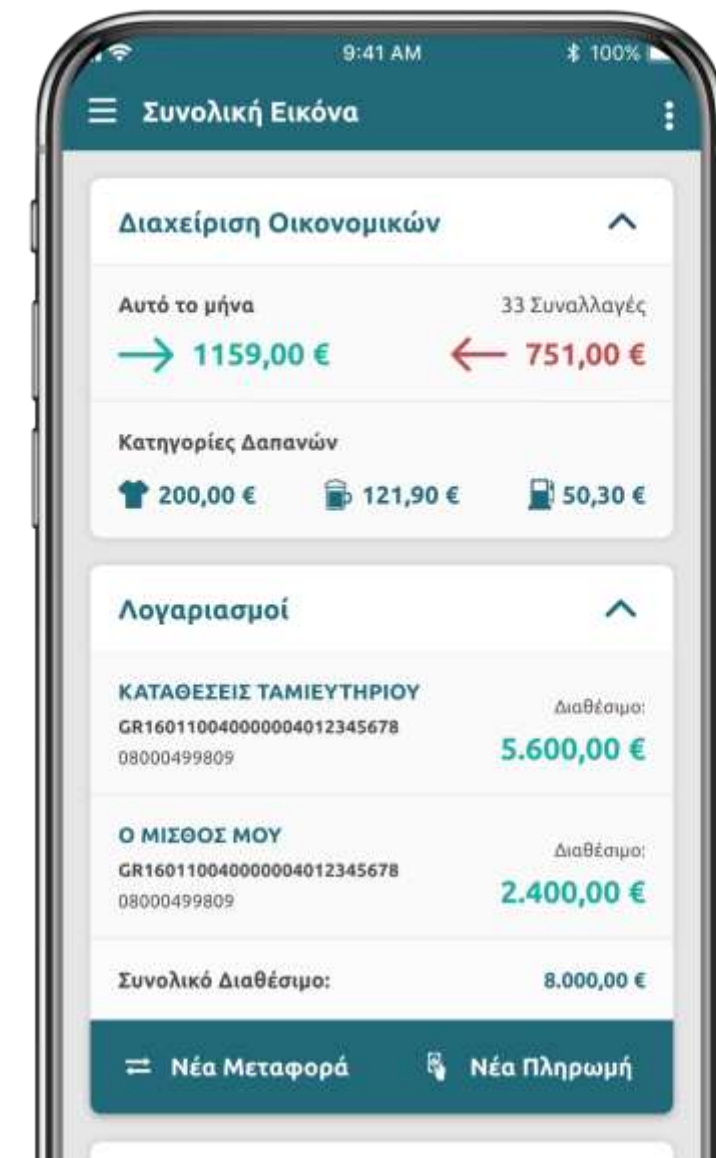 9:41 AM 100%
Συνολική Εικόνα
Διαχείριση Οικονομικών
Αυτό το μήνα 33 Συναλλαγές
1159,00 € 751,00 €
Κατηγορίες Δαπανών
200,00 € 121,90 € 50,30 €
Λογαριασμοί
ΚΑΤΑΘΕΣΕΙΣ ΤΑΜΙΕΥΤΗΡΙΟΥ
Διαθέσιμο:
GR1601100400000004012345678
5.600,00 €
08000499809
Ο ΜΙΣΘΟΣ ΜΟΥ
Διαθέσιμο:
GR1601100400000004012345678
2.400,00 €
08000499809
Συνολικό Διαθέσιμο: 8.000,00 €
Νέα Μεταφορά Νέα Πληρωμή